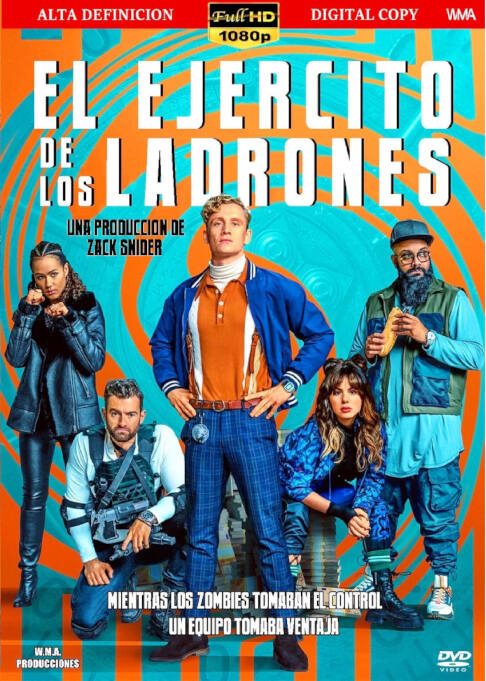 ALTA DEFINICION
Full HD
1080p
DIGITAL COPY
WMA
EL EJERCITO
DE LOS LADRONES
UNA PRODUCCION DE
ZACK SNIDER
MIENTRAS LOS ZOMBIES TOMABAN EL CONTROL
UN EQUIPO TOMABA VENTAJA
W.M.A.
PRODUCCIONES
DVD
VIDEO